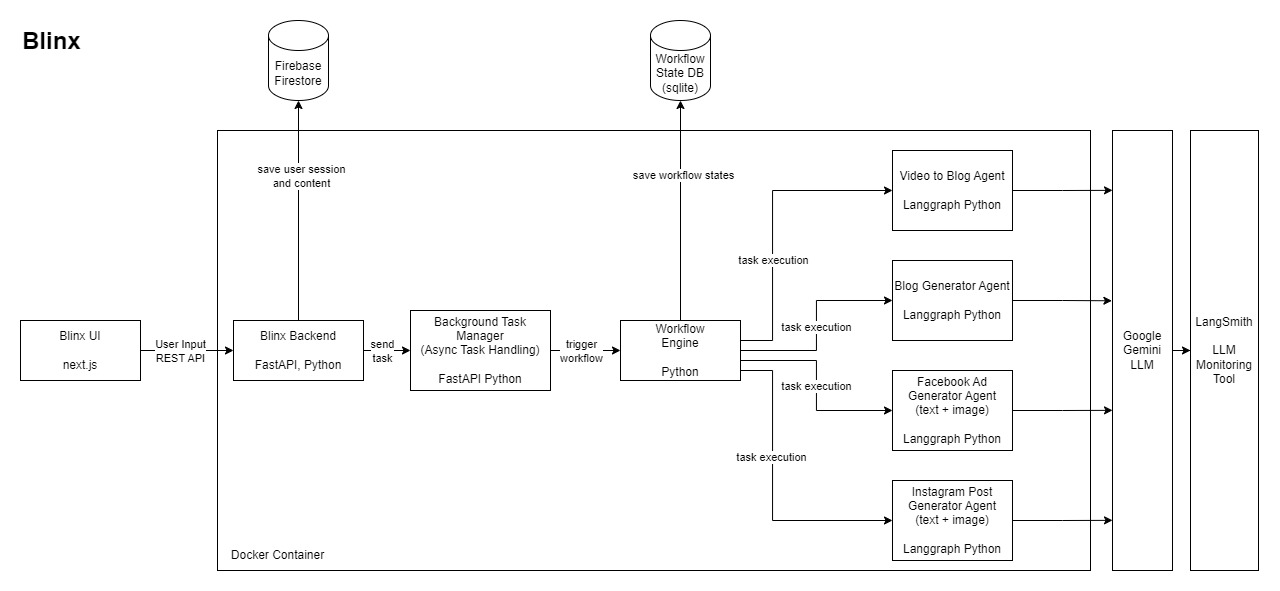 Blinx
Firebase
Firestore
Workflow
State DB
(sqlite)
save user session
and content
save workflow states
Video to Blog Agent
Langgraph Python
task execution
Blog Generator Agent
Langgraph Python
task execution
Blinx UI
next.js
User Input
REST API
Blinx Backend
FastAPI, Python
send
task
Background Task
Manager
(Async Task Handling)
FastAPI Python
trigger
workflow
Workflow
Engine
Python
task execution
Facebook Ad
Generator Agent
(text + image)
Langgraph Python
task execution
Instagram Post
Generator Agent
(text + image)
Langgraph Python
Google
Gemini
LLM
LangSmith
LLM
Monitoring
Tool
Docker Container